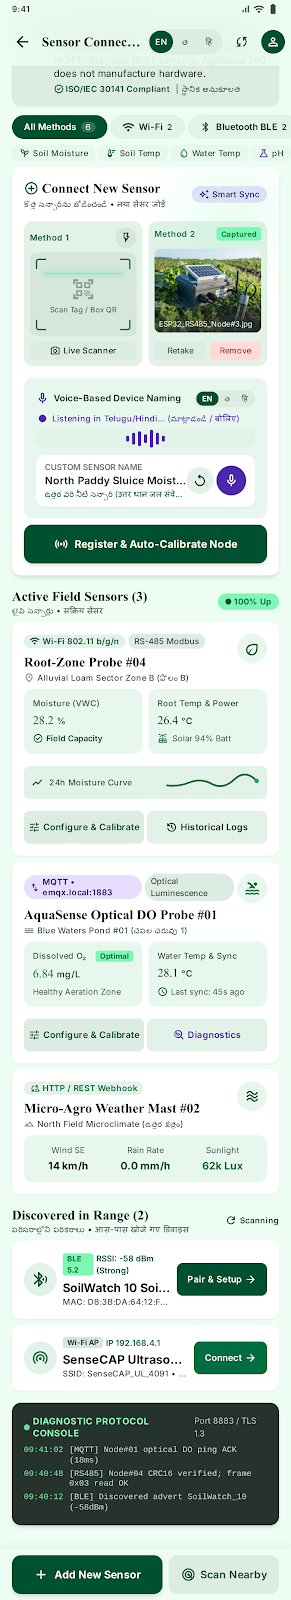 9:41
Sensor Connec...
EN
త
हि
does not manufacture hardware.
ISO/IEC 30141 Compliant | స్థానిక అనుకూలత
All Methods 6
Wi-Fi 2
Bluetooth BLE 2
Soil Moisture
Soil Temp
Water Temp
pH
Connect New Sensor
Smart Sync
Method 1
Scan Tag / Box QR
Live Scanner
Method 2
Captured
ESP32_RS485_Node#3.jpg
Retake
Remove
Voice-Based Device Naming
EN
త
हि
Listening in Telugu/Hindi... (మాట్లాడండి / बोलिए)
CUSTOM SENSOR NAME
North Paddy Sluice Moist...
Register & Auto-Calibrate Node
Active Field Sensors (3)
100% Up
లైవ్ సెన్సార్లు • सक्रिय सेंसर
Wi-Fi 802.11 b/g/n
RS-485 Modbus
Root-Zone Probe #04
Alluvial Loam Sector Zone B (పొలం B)
Moisture (VWC)
28.2 %
Field Capacity
Root Temp & Power
26.4 °C
Solar 94% Batt
24h Moisture Curve
Configure & Calibrate
Historical Logs
MQTT •
emqx.local:1883
Optical
Luminescence
AquaSense Optical DO Probe #01
Blue Waters Pond #01 (చేపల చెరువు 1)
Dissolved O₂
Optimal
6.84 mg/L
Healthy Aeration Zone
Water Temp & Sync
28.1 °C
Last sync: 45s ago
Configure & Calibrate
Diagnostics
HTTP / REST Webhook
Micro-Agro Weather Mast #02
North Field Microclimate (ఉత్తర క్షేత్రం)
Wind SE
14 km/h
Rain Rate
0.0 mm/h
Sunlight
62k Lux
Discovered in Range (2)
Scanning
పరిసరాల్లోని పరికరాలు • आस-पास खोजे गए डिवाइस
BLE
5.2
RSSI: -58 dBm
(Strong)
SoilWatch 10 Soi...
MAC: D8:3B:DA:64:12:F...
Pair & Setup
Wi-Fi AP
IP 192.4.1
SenseCAP Ultraso...
SSID: SenseCAP_UL_4091 • ...
Connect
DIAGNOSTIC PROTOCOL
CONSOLE
Port 8883 / TLS
1.3
09:41:02 [MQTT] Node#01 optical DO ping ACK
(18ms)
09:40:48 [RS485] Node#04 CRC16 verified; frame
0x03 read OK
09:40:12 [BLE] Discovered advert SoilWatch_10
(-58dBm)
Add New Sensor
Scan Nearby